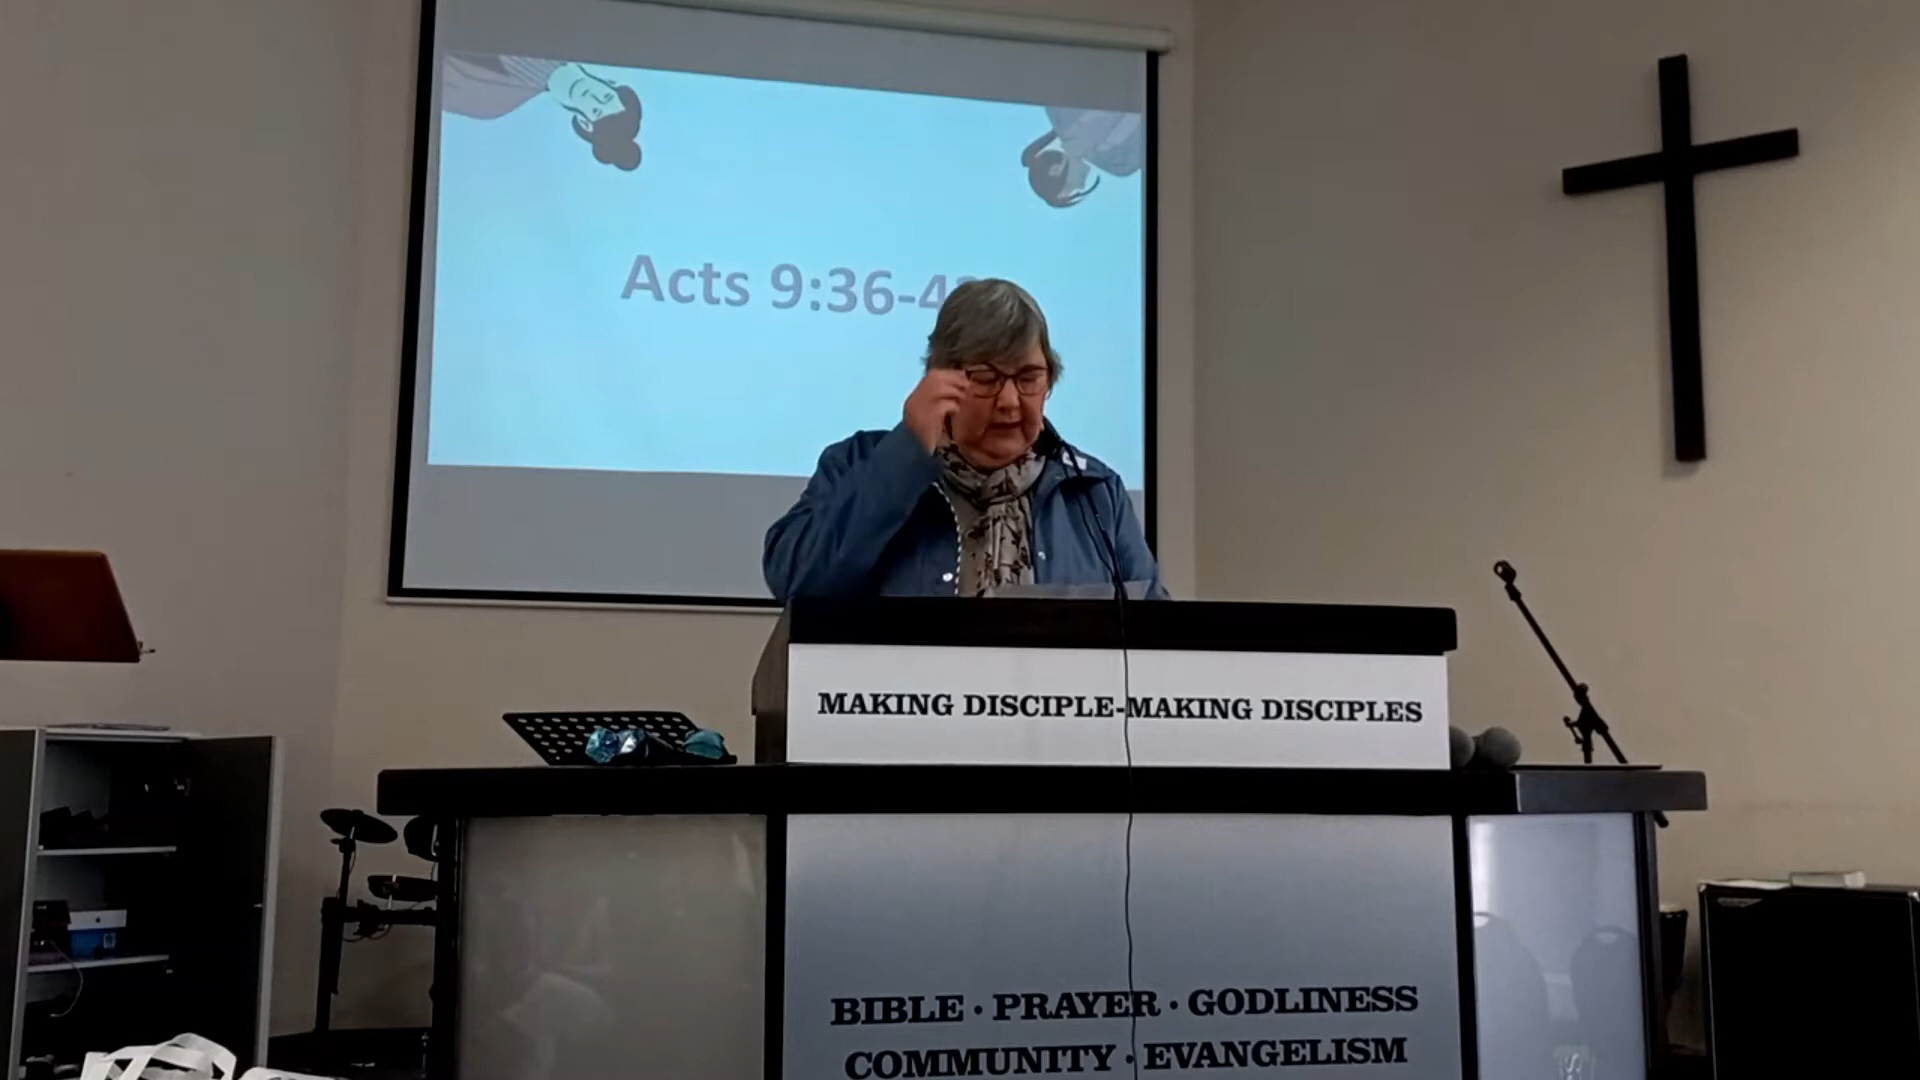 Acts 9:36-4
MAKING DISCIPLE-MAKING DISCIPLES
BIBLE · PRAYER · GODLINESS
COMMUNITY · EVANGELISM